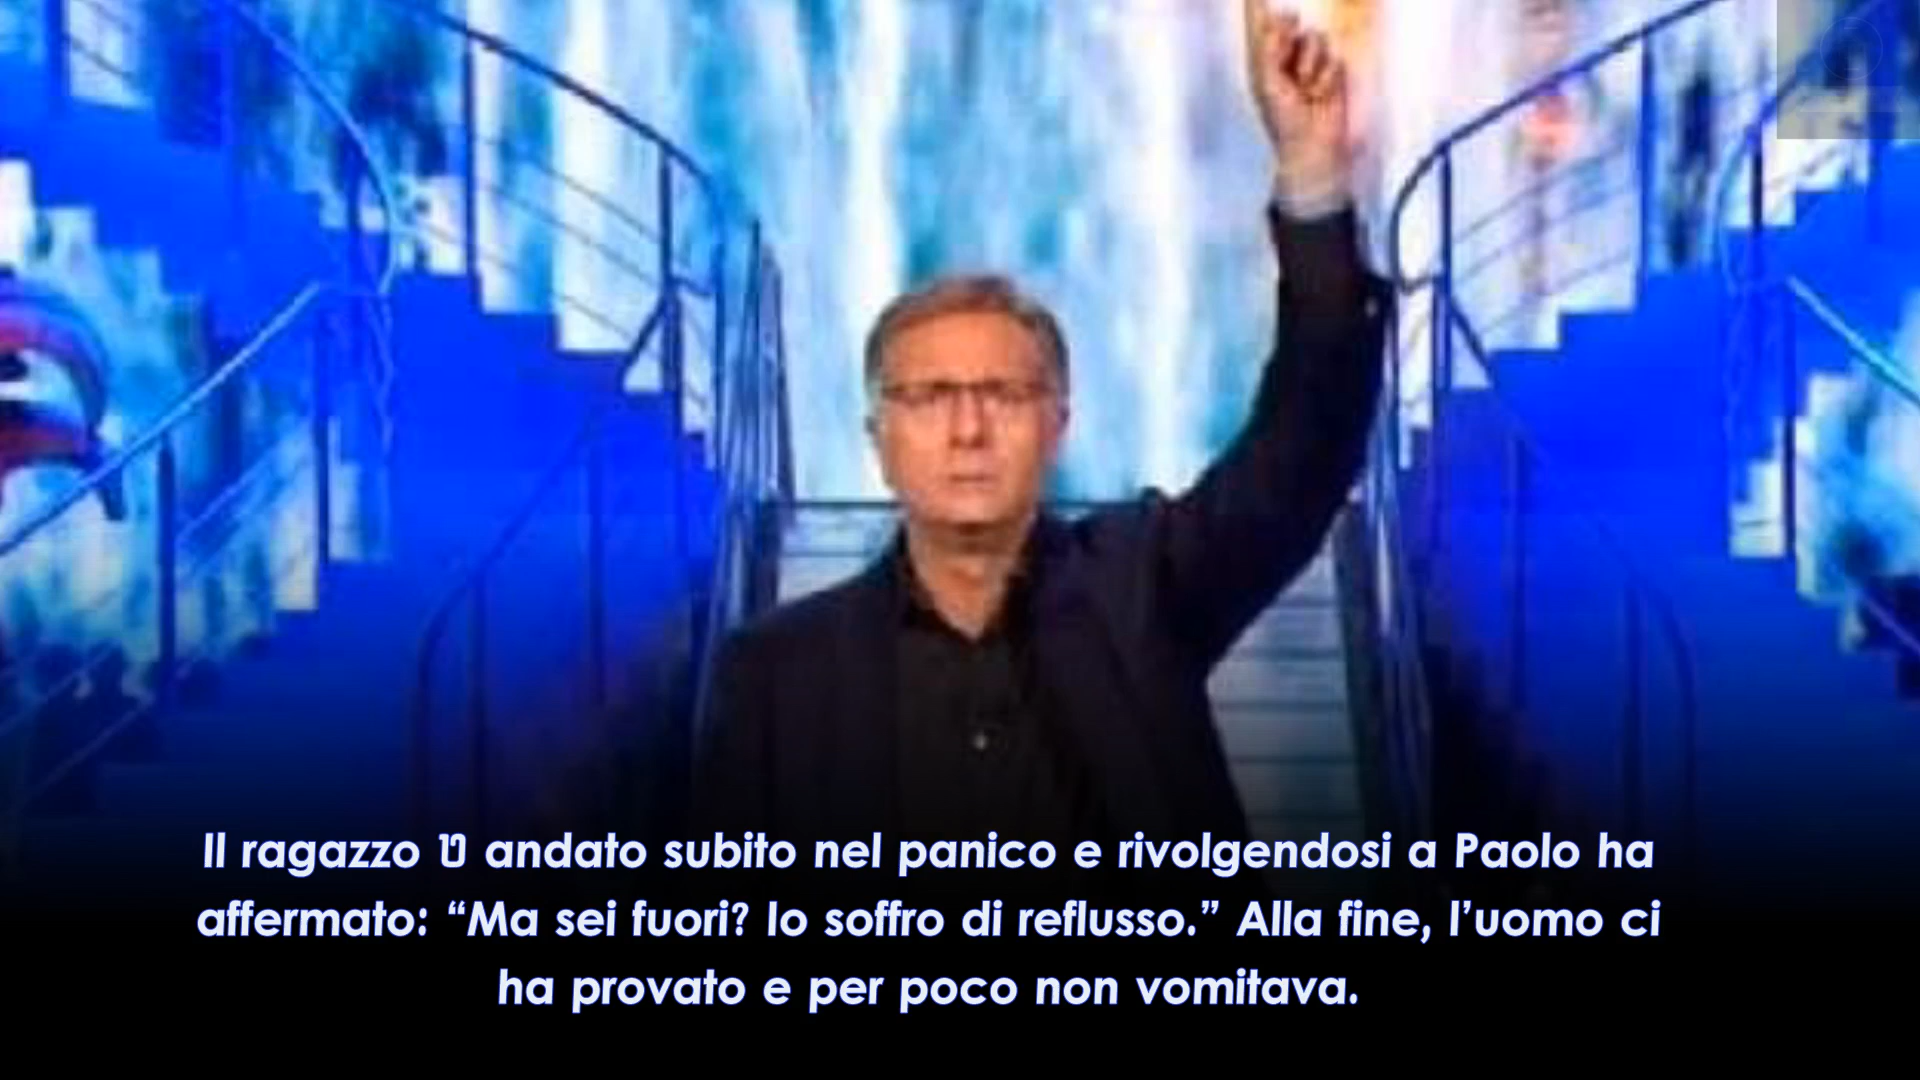 Il ragazzo ២ andato subito nel panico e rivolgendosi a Paolo ha
affermato: “Ma sei fuori? Io soffro di reflusso.” Alla fine, l’uomo ci
ha provato e per poco non vomitava.